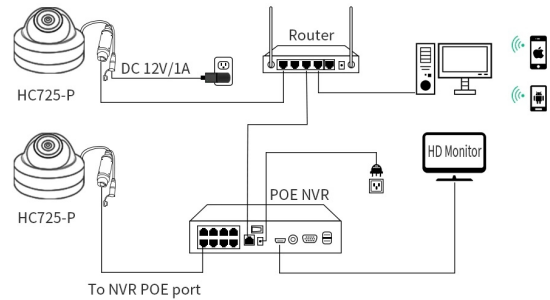 Router
DC 12V/1A
HC725-P
HD Monitor
POE NVR
HC725-P
To NVR POE port